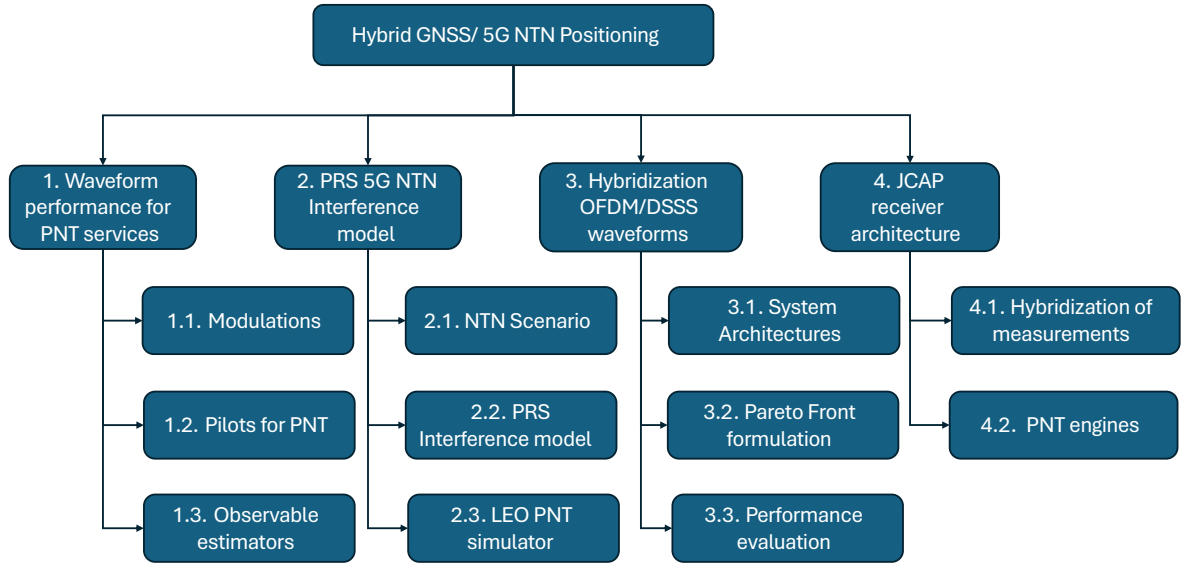 Hybrid GNSS/ 5G NTN Positioning
1. Waveform
performance for
PNT services
2. PRS 5G NTN
Interference
model
3. Hybridization
OFDM/DSSS
waveforms
4. JCAP
receiver
architecture
1.1. Modulations
2.1. NTN Scenario
3.1. System
Architectures
4.1. Hybridization of
measurements
1.2. Pilots for PNT
2.2. PRS
Interference model
3.2. Pareto Front
formulation
4.2. PNT engines
1.3. Observable
estimators
2.3. LEO PNT
simulator
3.3. Performance
evaluation